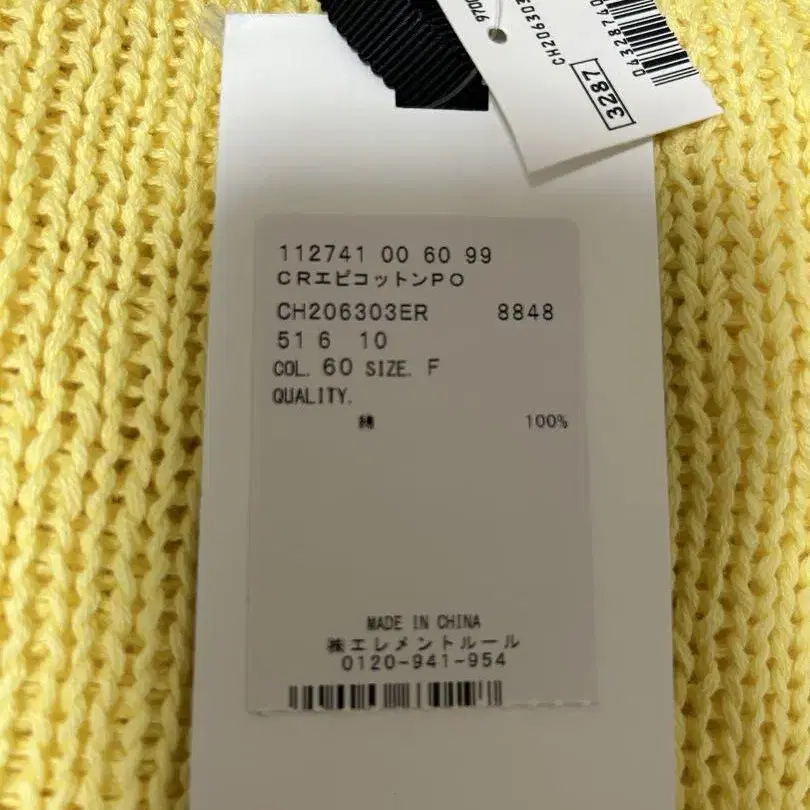 CH206303
3287
112741 00 60 99
CRエピコットンPO
CH206303ER 8848
51 6 10
COL. 60 SIZE. F
QUALITY.
綿 100%
MADE IN CHINA
㈱エレメントルール
0120-941-954